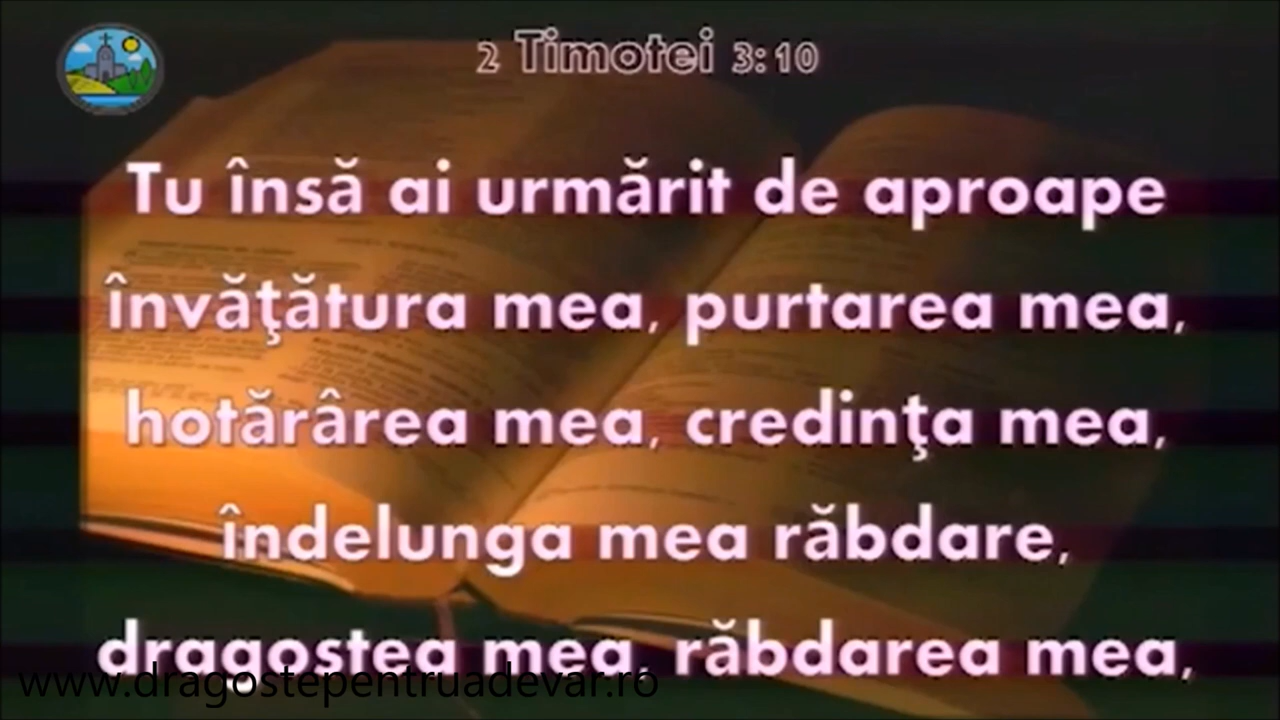 2 Timotei 3:10
Tu însă ai urmărit de aproape
învăţătura mea, purtarea mea,
hotărârea mea, credinţa mea,
îndelunga mea răbdare,
dragostea mea, răbdarea mea,
www.dragostepentruadevar.ro